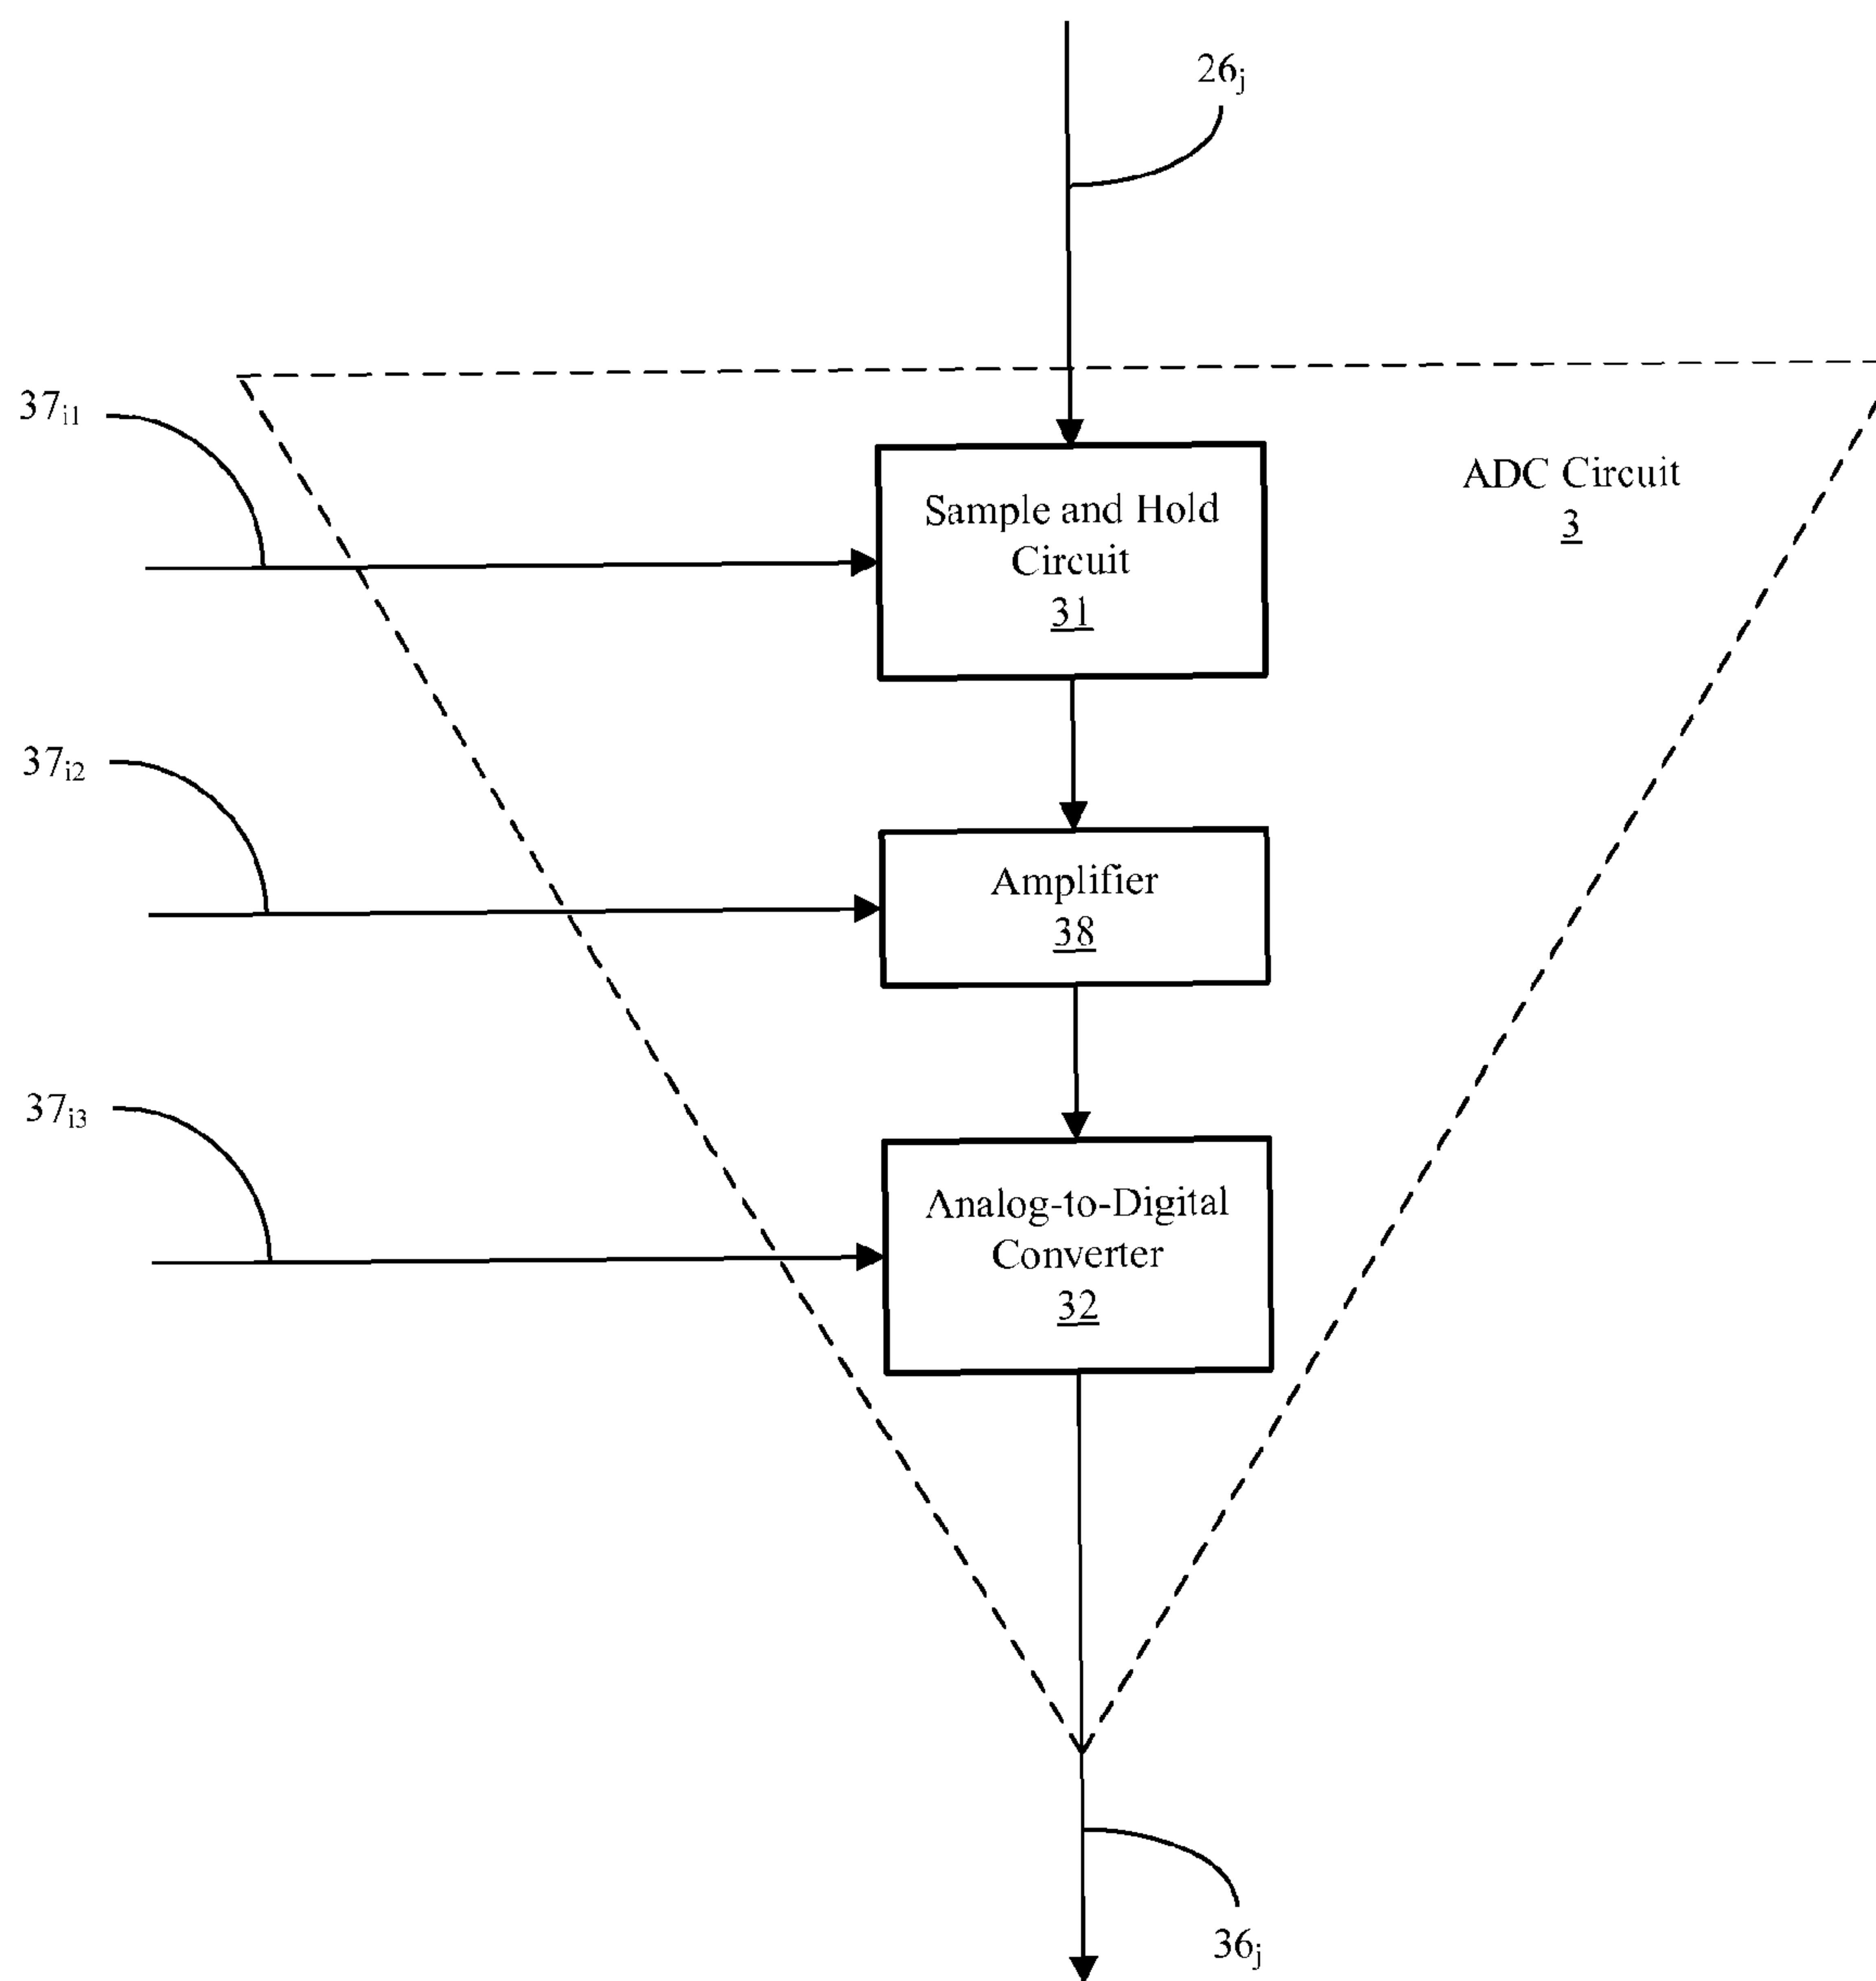 26j
37i1
ADC Circuit
3
Sample and Hold
Circuit
31
37i2
Amplifier
38
37i3
Analog-to-Digital
Converter
32
36j